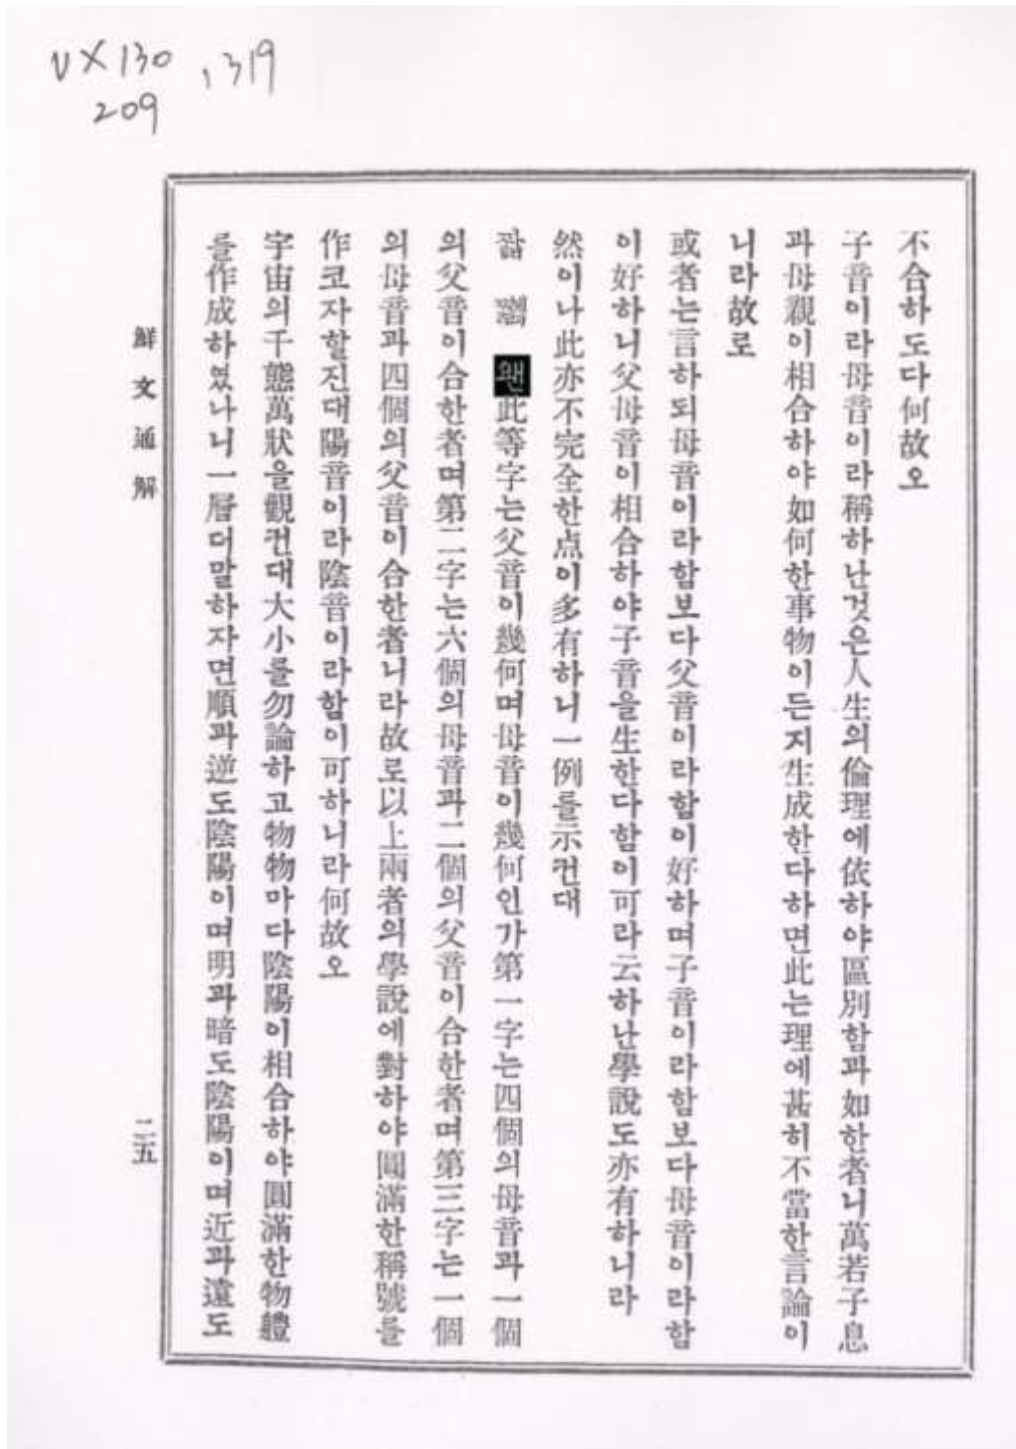 VX130 , 1319
209
不合하도다何故오
子音이라母音이라稱하난것은人生의倫理에依하야區別함과如한者니萬若子息
과母親이相合하야如何한事物이든지生成한다하면此는理에甚히不當한言論이
니라故로
或者는言하되母音이라함보다父音이라함이好하며子音이라함보다母音이라함
이好하니父母音이相合하야子音을生한다함이可라云하난學說도亦有하니라
然이나此亦不完全한点이多有하니一例를示컨대
此等字는父音이幾何며母音이幾何인가第一字는四個의母音과一個
의父音이合한者며第二字는六個의母音과二個의父音이合한者며第三字는一個
의母音과四個의父音이合한者니라故로以上兩者의學說에對하야圓滿한稱號를
作코자할진대陽音이라陰音이라함이可하니라何故오
宇宙의千態萬狀을觀컨대大小를勿論하고物物마다陰陽이相合하야圓滿한物軆
를作成하였나니一層더말하자면順과逆도陰陽이며明과暗도陰陽이며近과遠도
鮮文通解
二五